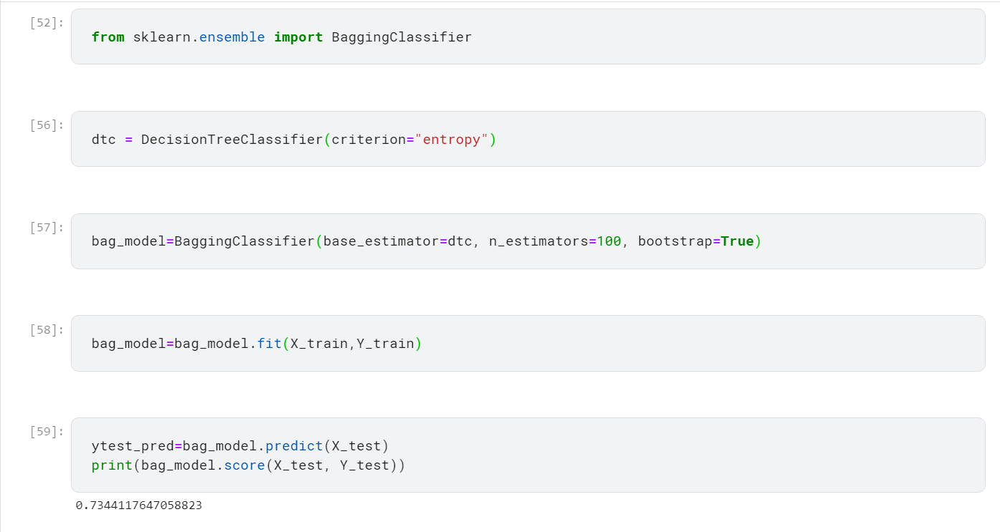 [52]:
from sklearn.ensemble import BaggingClassifier
[56]:
dtc = DecisionTreeClassifier(criterion="entropy")
[57]:
bag_model=BaggingClassifier(base_estimator=dtc, n_estimators=100, bootstrap=True)
[58]:
bag_model=bag_model.fit(X_train,Y_train)
[59]:
ytest_pred=bag_model.predict(X_test)
print(bag_model.score(X_test, Y_test))
0.7344117647058823